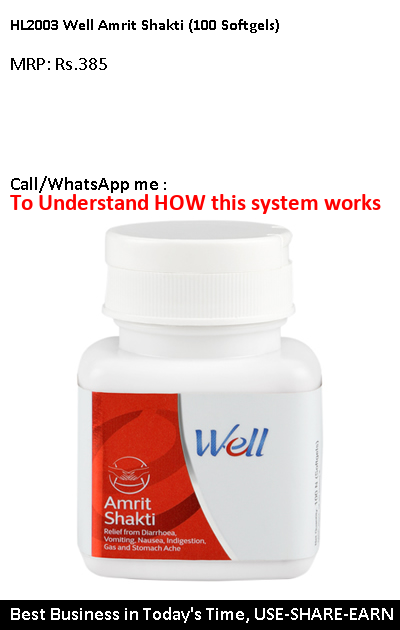 HL2003 Well Amrit Shakti (100 Softgels)
MRP: Rs.385
Call/WhatsApp me :
To Understand HOW this system works
Well
Amrit
Shakti
Relief from Diarrhoea,
Vomiting, Nausea, Indigestion,
Gas and Stomach Ache
Best Business in Today's Time, USE-SHARE-EARN